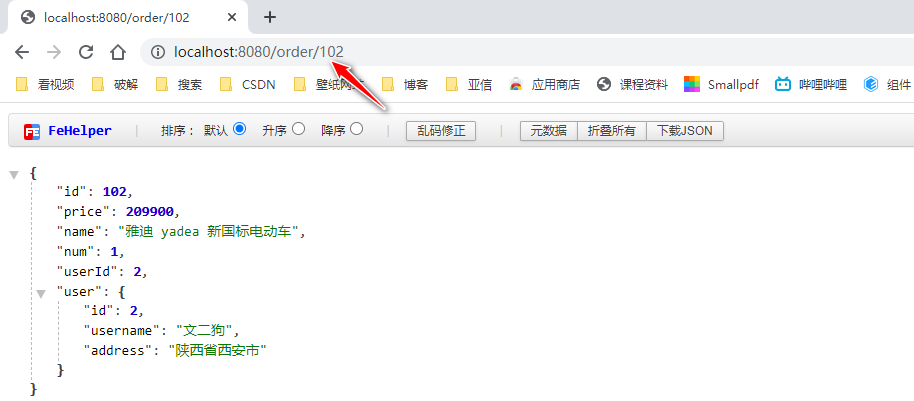 localhost:8080/order/102
localhost:8080/order/102
看视频 破解 搜索 CSDN 壁纸网 博客 亚信 应用商店 课程资料 Smallpdf 哔哩哔哩 组件
FE FeHelper 排序： 默认 升序 降序 乱码修正 元数据 折叠所有 下载JSON
{
"id": 102,
"price": 209900,
"name": "雅迪 yadea 新国标电动车",
"num": 1,
"userId": 2,
"user": {
"id": 2,
"username": "文二狗",
"address": "陕西省西安市"
}
}